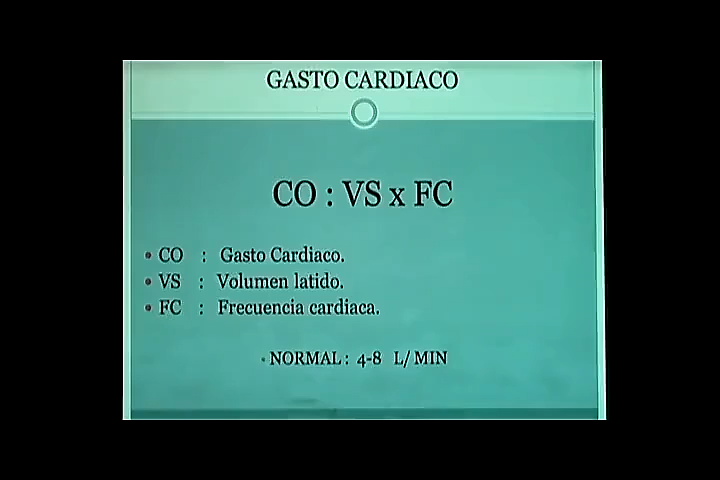 GASTO CARDIACO
CO : VS x FC
• CO : Gasto Cardiaco.
• VS : Volumen latido.
• FC : Frecuencia cardiaca.
• NORMAL : 4-8 L/MIN